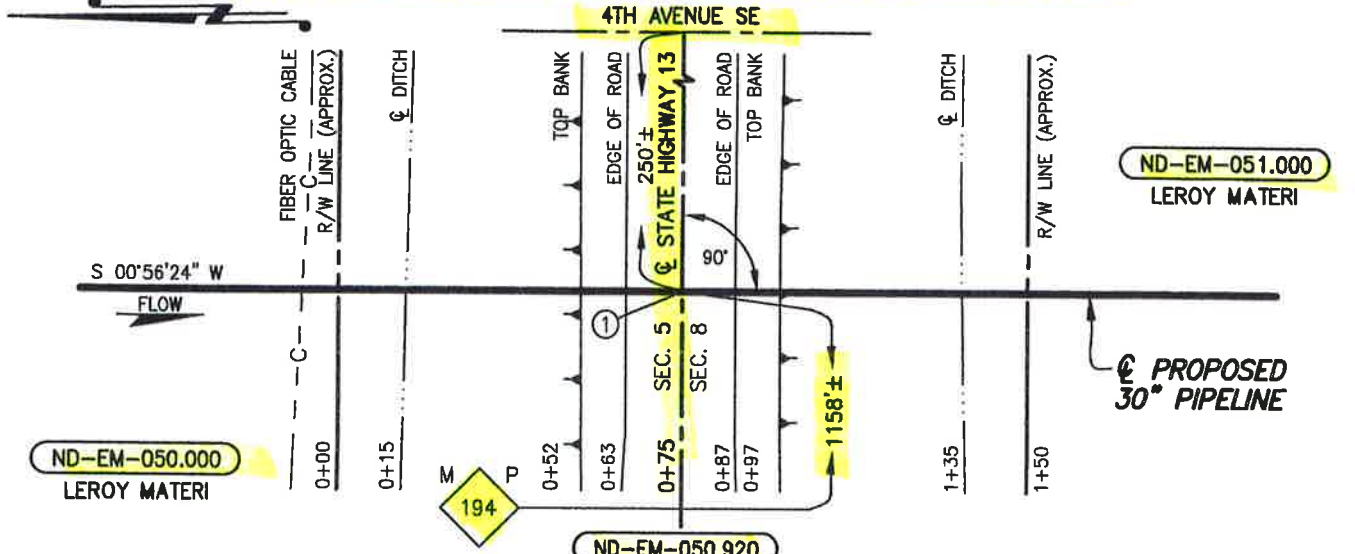 4TH AVENUE SE
FIBER OPTIC CABLE
R/W LINE (APPROX.)
℄ DITCH
TOP BANK
EDGE OF ROAD
250'±
℄ STATE HIGHWAY 13
EDGE OF ROAD
TOP BANK
℄ DITCH
R/W LINE (APPROX.)
ND-EM-051.000
LEROY MATERI
C
90°
S 00°56'24" W
FLOW
1
C
SEC. 5
SEC. 8
1158'±
℄ PROPOSED
30" PIPELINE
ND-EM-050.000
LEROY MATERI
0+00
0+15
M P
194
0+52
0+63
0+75
0+87
0+97
1+35
1+50
ND-EM-050.920